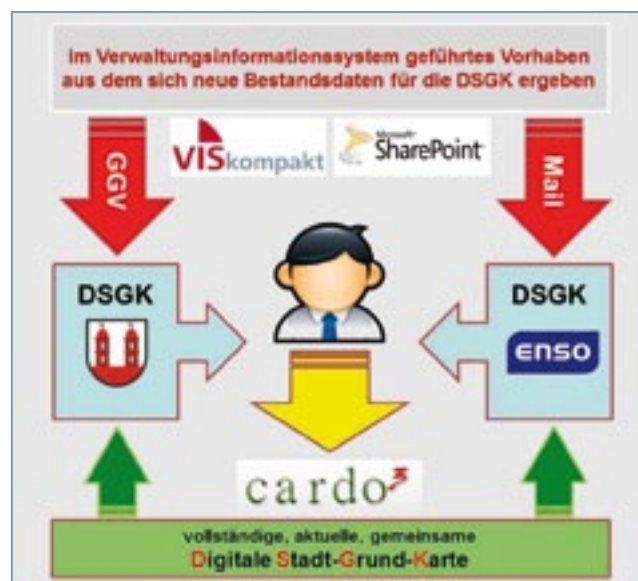 Im Verwaltungsinformationssystem geführtes Vorhaben
aus dem sich neue Bestandsdaten für die DSGK ergeben
GGV
VISkompakt
Microsoft
SharePoint
Mail
DSGK
DSGK
enso
cardo3
vollständige, aktuelle, gemeinsame
Digitale Stadt-Grund-Karte